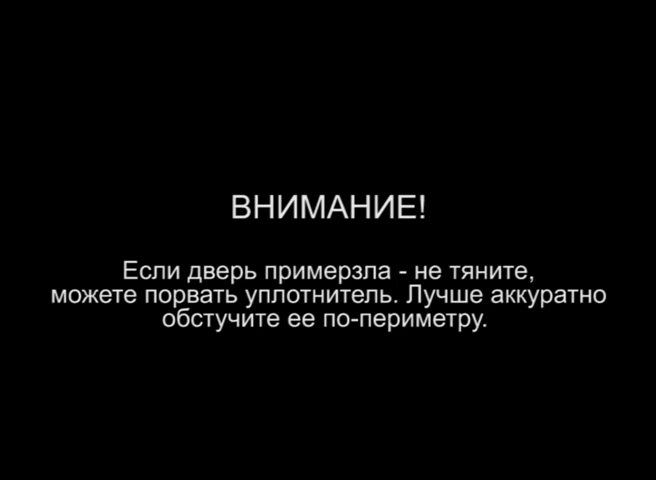 ВНИМАНИЕ!
Если дверь примерзла - не тяните,
можете порвать уплотнитель. Лучше аккуратно
обстучите ее по-периметру.